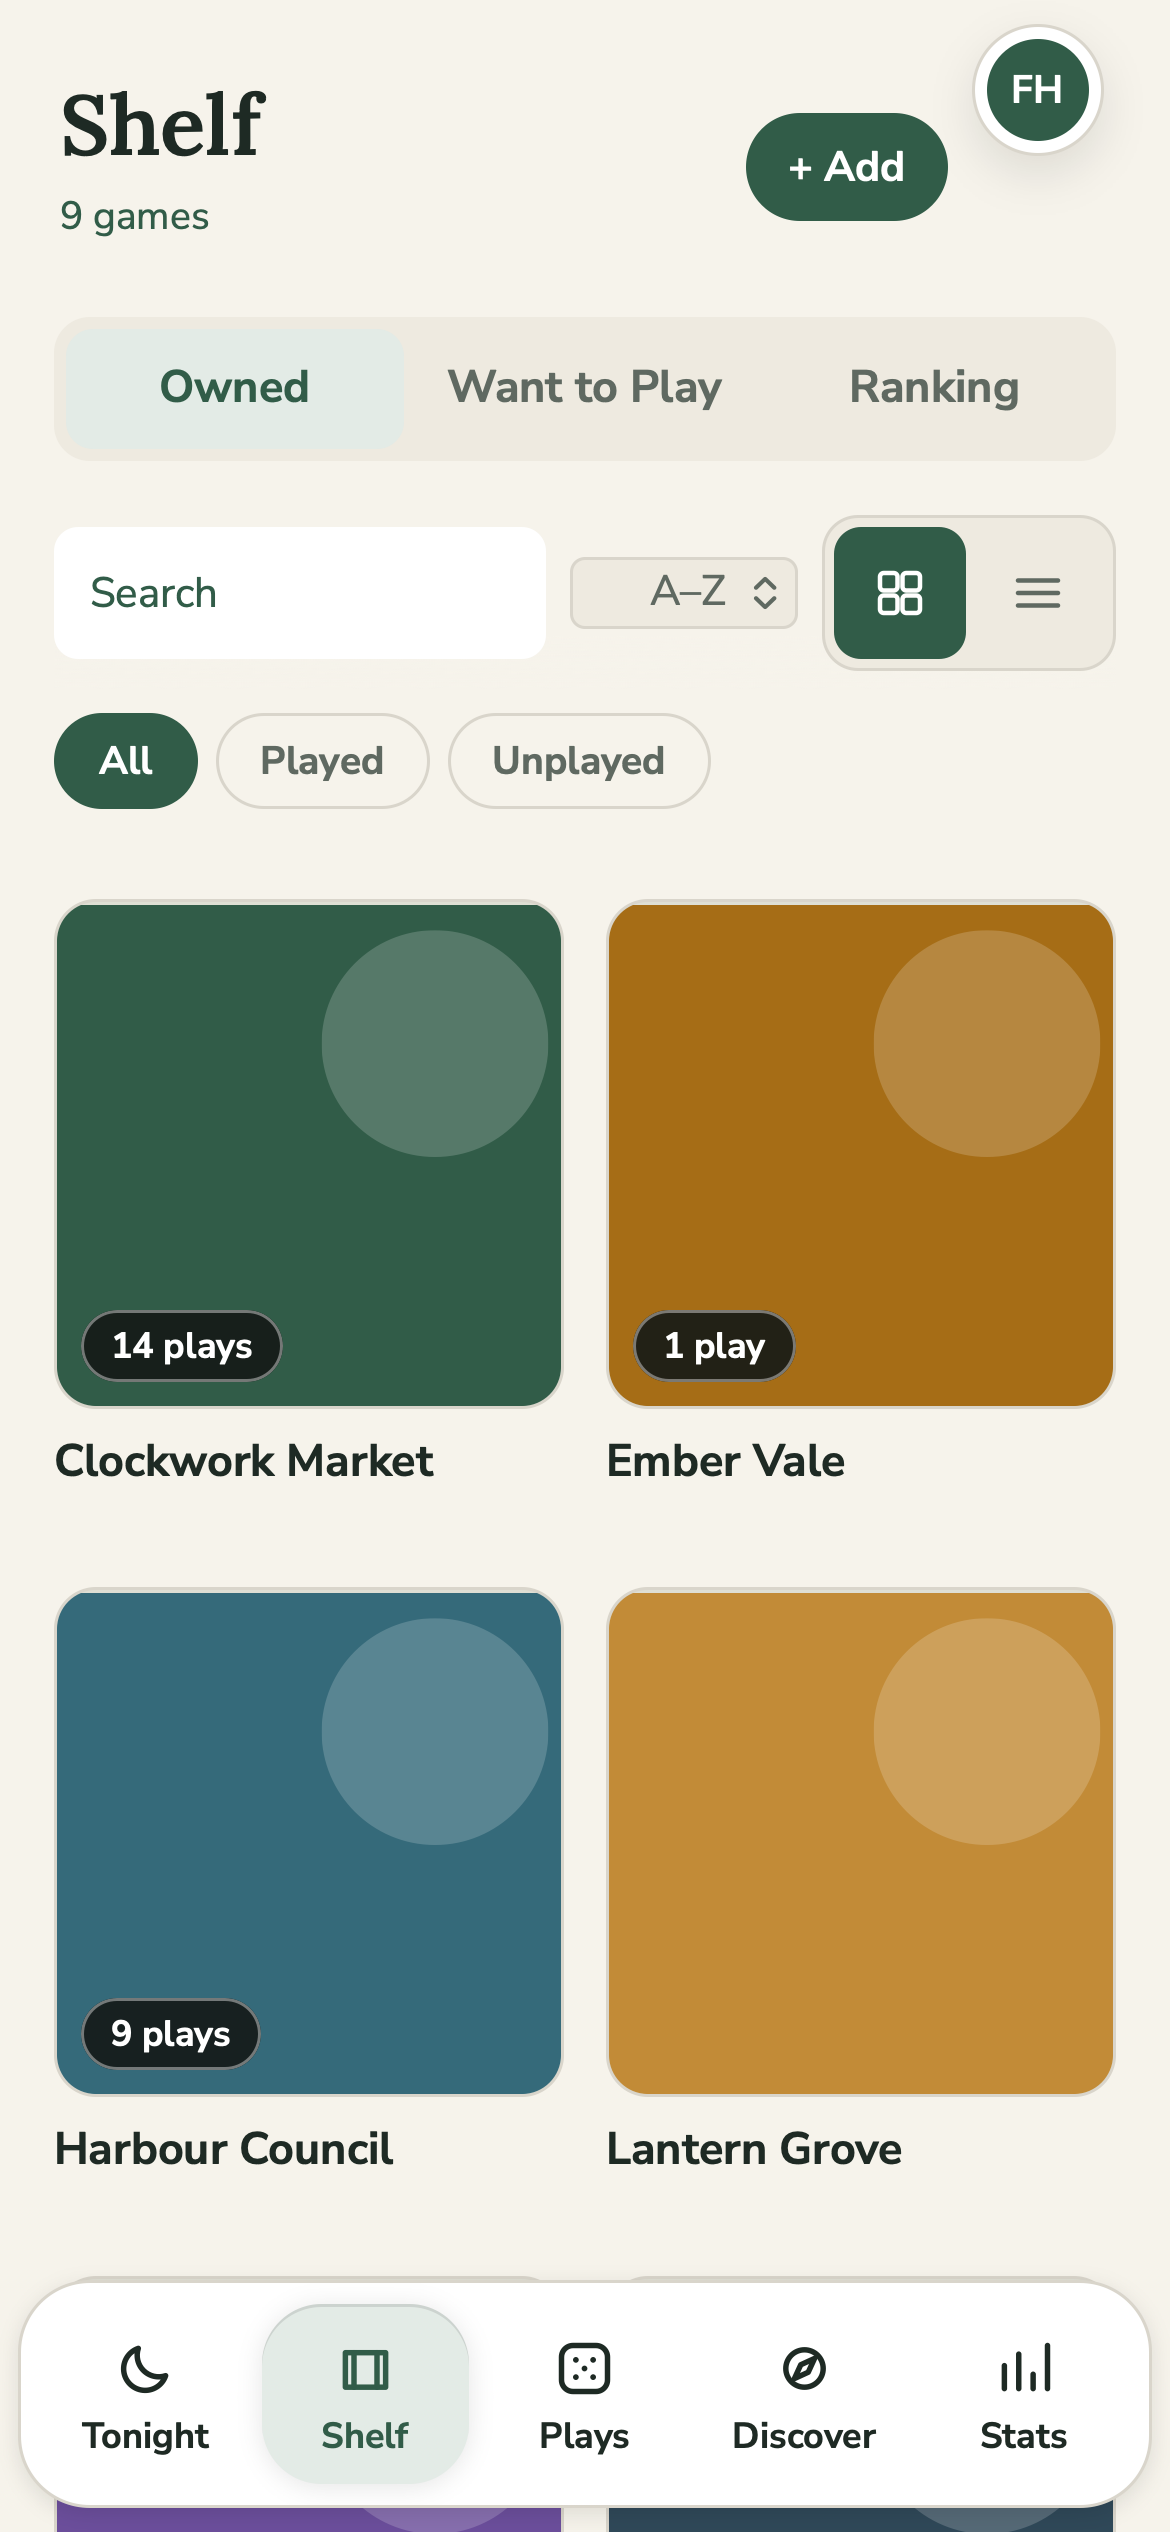 Shelf
FH
+ Add
9 games
Owned
Want to Play
Ranking
Search
A–Z
All
Played
Unplayed
14 plays
1 play
Clockwork Market
Ember Vale
9 plays
Harbour Council
Lantern Grove
Tonight
Shelf
Plays
Discover
Stats